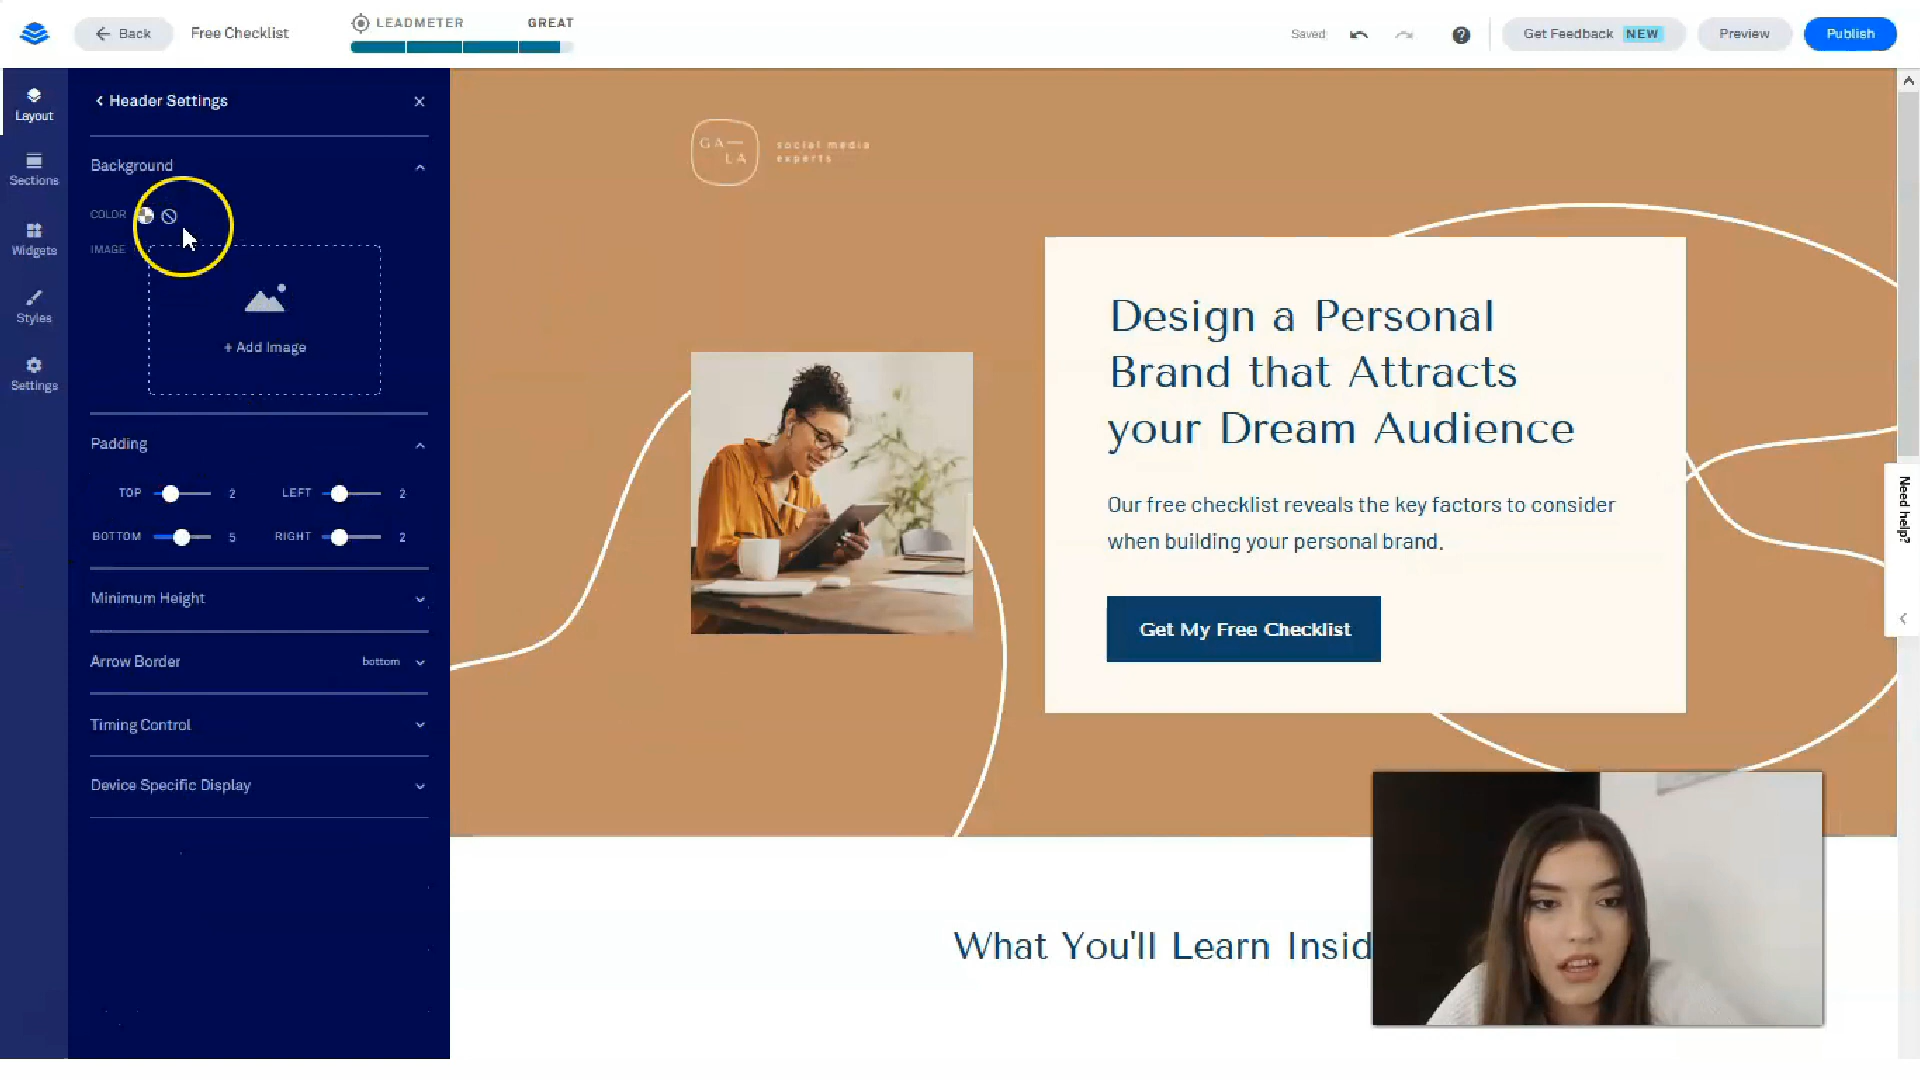 Back
Free Checklist
LEADMETER GREAT
Saved
Get Feedback NEW
Preview
Publish
Layout
Sections
Widgets
Styles
Settings
Header Settings
Background
COLOR
IMAGE
+ Add Image
Padding
TOP 2 LEFT 2
BOTTOM 5 RIGHT 2
Minimum Height
Arrow Border bottom
Timing Control
Device Specific Display
GA—
LA
social media
experts
Design a Personal
Brand that Attracts
your Dream Audience
Our free checklist reveals the key factors to consider
when building your personal brand.
Get My Free Checklist
Need help?
What You'll Learn Insid